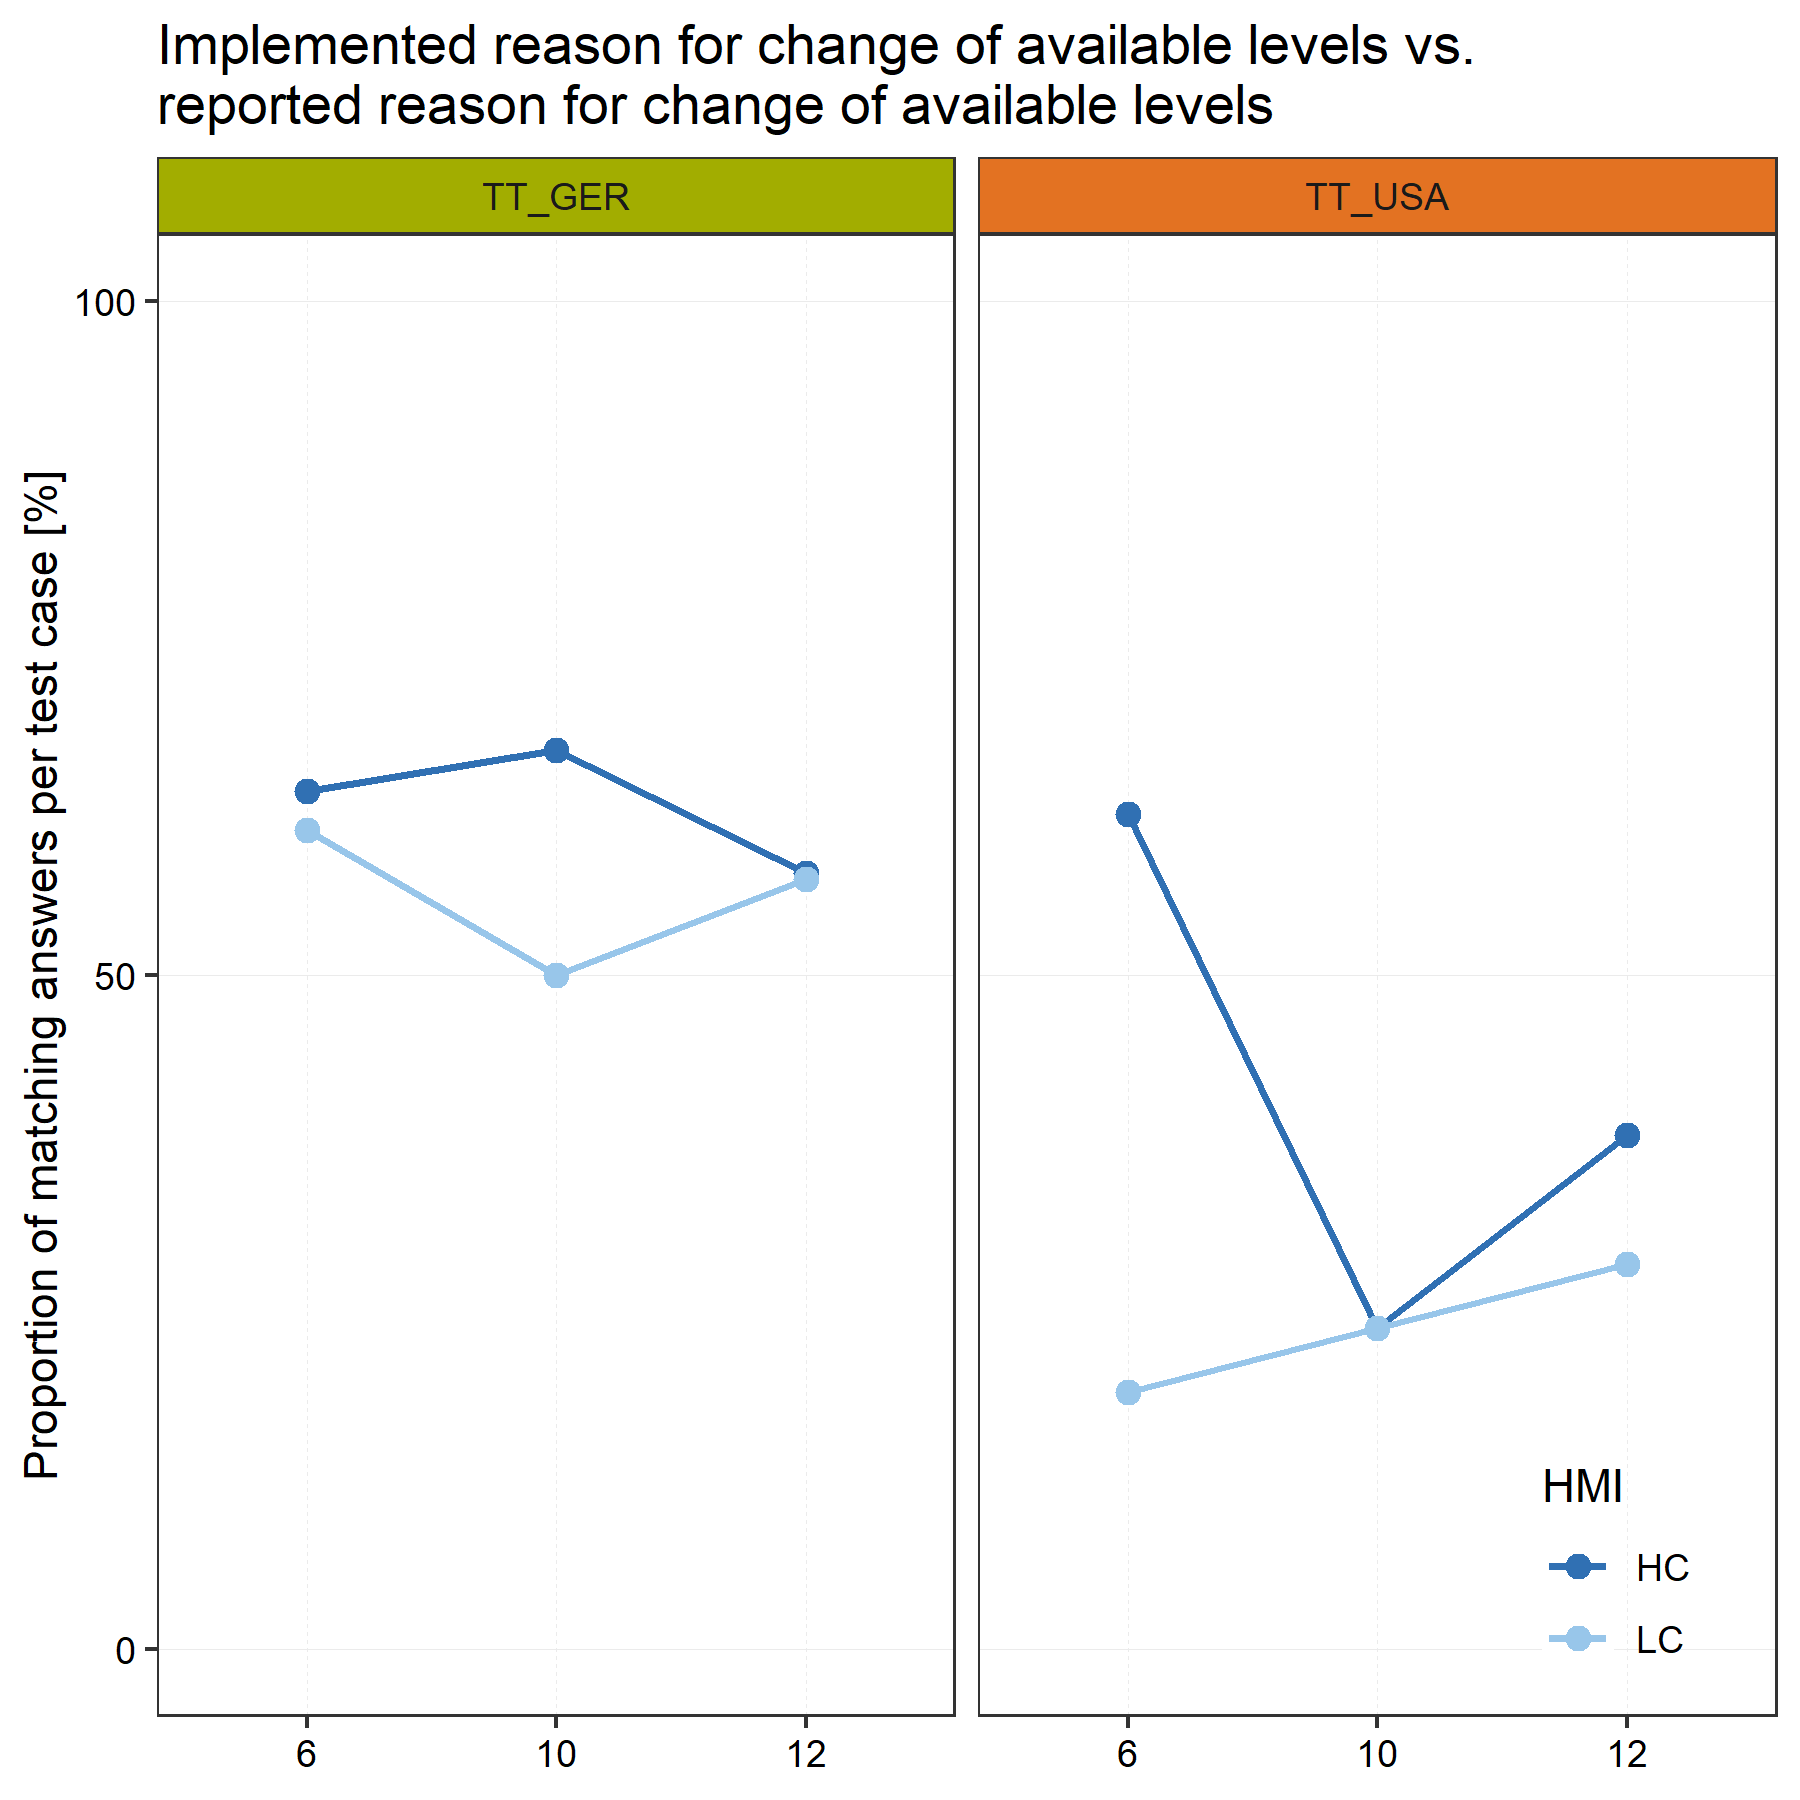 Implemented reason for change of available levels vs.
reported reason for change of available levels
TT_GER
TT_USA
Proportion of matching answers per test case [%]
100
50
0
6
10
12
6
10
12
HMI
HC
LC